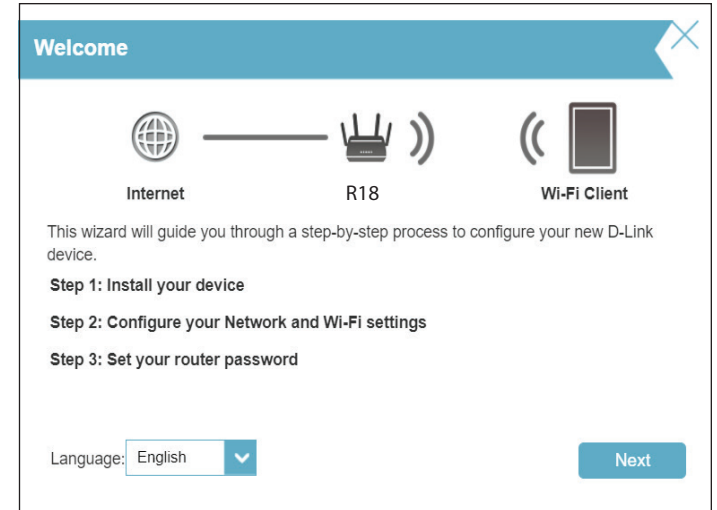 Welcome
Internet
R18
Wi-Fi Client
This wizard will guide you through a step-by-step process to configure your new D-Link
device.
Step 1: Install your device
Step 2: Configure your Network and Wi-Fi settings
Step 3: Set your router password
Language: English
Next